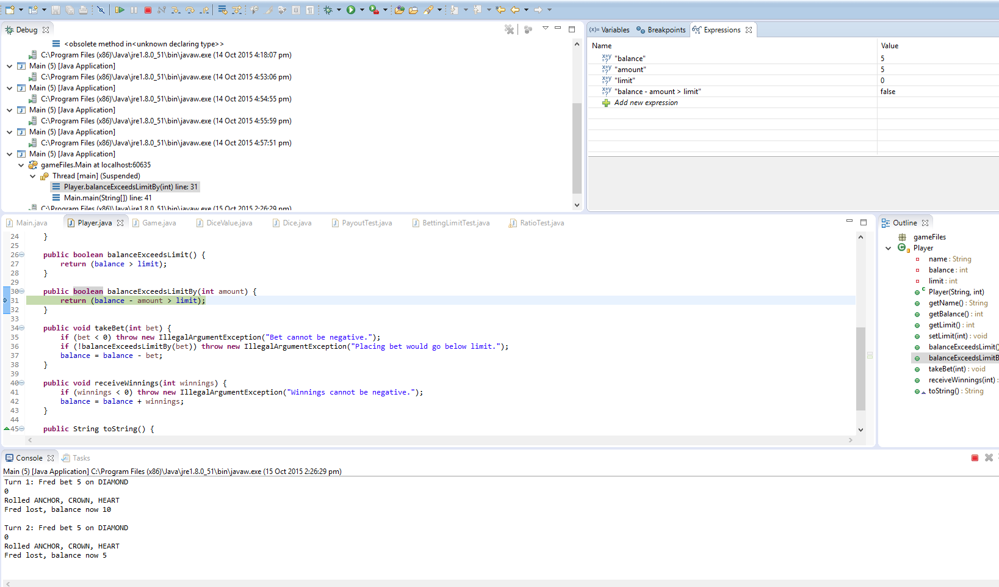 Debug
<obsolete method in<unknown declaring type>>
C:\Program Files (x86)\Java\jre1.8.0_51\bin\javaw.exe (14 Oct 2015 4:18:07 pm)
Main (5) [Java Application]
C:\Program Files (x86)\Java\jre1.8.0_51\bin\javaw.exe (14 Oct 2015 4:53:06 pm)
Main (5) [Java Application]
C:\Program Files (x86)\Java\jre1.8.0_51\bin\javaw.exe (14 Oct 2015 4:54:55 pm)
Main (5) [Java Application]
C:\Program Files (x86)\Java\jre1.8.0_51\bin\javaw.exe (14 Oct 2015 4:55:59 pm)
Main (5) [Java Application]
C:\Program Files (x86)\Java\jre1.8.0_51\bin\javaw.exe (14 Oct 2015 4:57:51 pm)
Main (5) [Java Application]
gameFiles.Main at localhost:60635
Thread [main] (Suspended)
Player.balanceExceedsLimitBy(int) line: 31
Main.main(String[]) line: 41
C:\Program Files (x86)\Java\jre1.8.0_51\bin\javaw.exe (15 Oct 2015 2:26:29 pm)
(x)= Variables Breakpoints Expressions
Name Value
"balance" 5
"amount" 5
"limit" 0
"balance - amount > limit" false
Add new expression
Main.java Player.java Game.java DiceValue.java Dice.java PayoutTest.java BettingLimitTest.java RatioTest.java
24 }
25
26 public boolean balanceExceedsLimit() {
27 return (balance > limit);
28 }
29
30 public boolean balanceExceedsLimitBy(int amount) {
31 return (balance - amount > limit);
32 }
33
34 public void takeBet(int bet) {
35 if (bet < 0) throw new IllegalArgumentException("Bet cannot be negative.");
36 if (!balanceExceedsLimitBy(bet)) throw new IllegalArgumentException("Placing bet would go below limit.");
37 balance = balance - bet;
38 }
39
40 public void receiveWinnings(int winnings) {
41 if (winnings < 0) throw new IllegalArgumentException("Winnings cannot be negative.");
42 balance = balance + winnings;
43 }
44
45 public String toString() {
Outline
gameFiles
Player
name : String
balance : int
limit : int
Player(String, int)
getName() : String
getBalance() : int
getLimit() : int
setLimit(int) : void
balanceExceedsLimit()
balanceExceedsLimitB
takeBet(int) : void
receiveWinnings(int) :
toString() : String
Console Tasks
Main (5) [Java Application] C:\Program Files (x86)\Java\jre1.8.0_51\bin\javaw.exe (15 Oct 2015 2:26:29 pm)
Turn 1: Fred bet 5 on DIAMOND
0
Rolled ANCHOR, CROWN, HEART
Fred lost, balance now 10
Turn 2: Fred bet 5 on DIAMOND
0
Rolled ANCHOR, CROWN, HEART
Fred lost, balance now 5